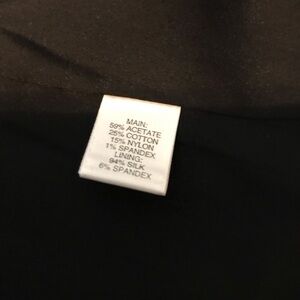 MAIN:
59% ACETATE
25% COTTON
15% NYLON
1% SPANDEX
LINING:
94% SILK
6% SPANDEX